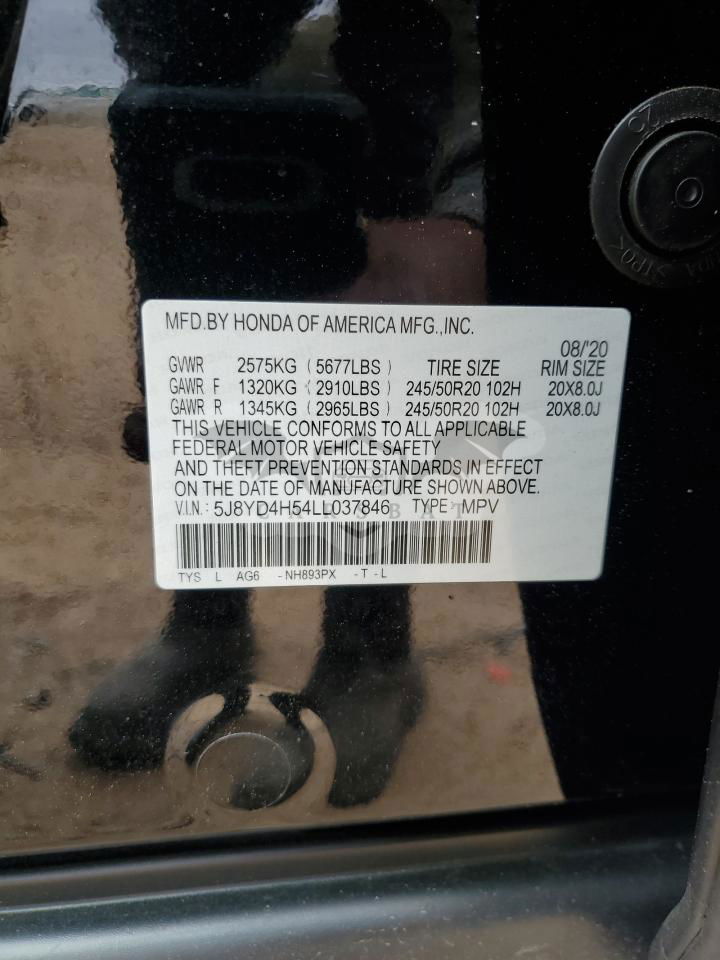 MFD.BY HONDA OF AMERICA MFG.,INC.
08/'20
GVWR 2575KG (5677LBS) TIRE SIZE RIM SIZE
GAWR F 1320KG (2910LBS) 245/50R20 102H 20X8.0J
GAWR R 1345KG (2965LBS) 245/50R20 102H 20X8.0J
THIS VEHICLE CONFORMS TO ALL APPLICABLE
FEDERAL MOTOR VEHICLE SAFETY
AND THEFT PREVENTION STANDARDS IN EFFECT
ON THE DATE OF MANUFACTURE SHOWN ABOVE.
V.I.N.: 5J8YD4H54LL037846 TYPE: MPV
CARSBAT
TYS L AG6 -NH893PX -T-L